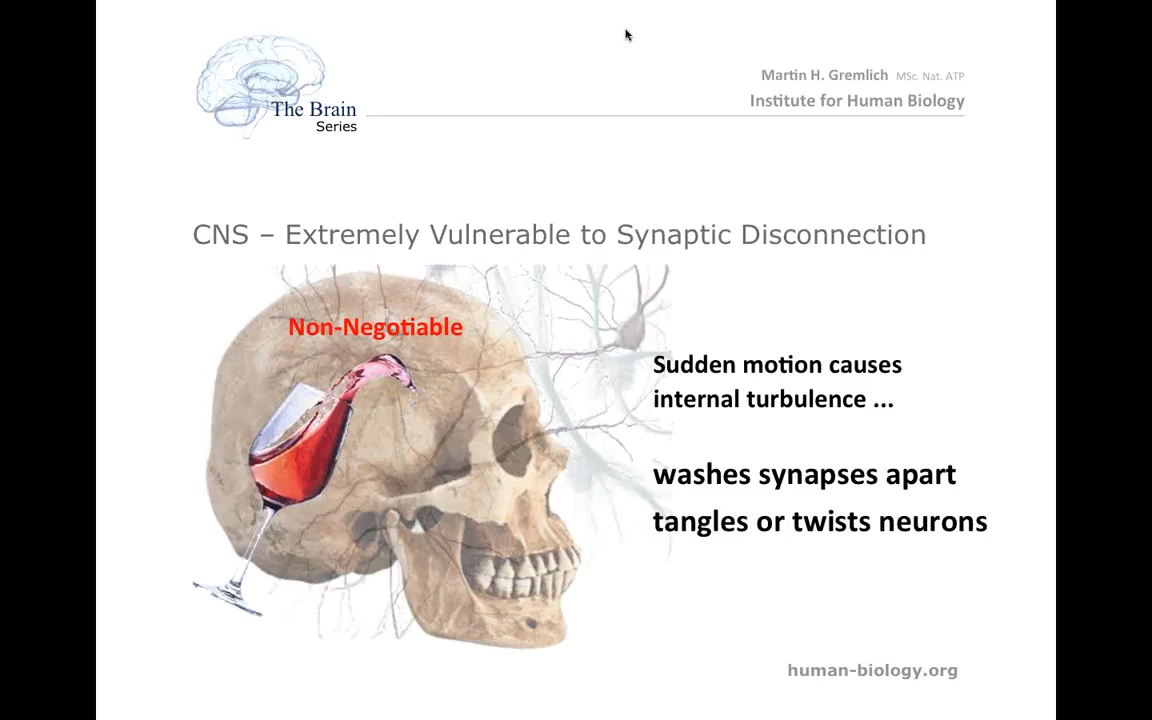 The Brain
Series
Martin H. Gremlich MSc. Nat. ATP
Institute for Human Biology
CNS – Extremely Vulnerable to Synaptic Disconnection
Non-Negotiable
Sudden motion causes
internal turbulence ...
washes synapses apart
tangles or twists neurons
human-biology.org